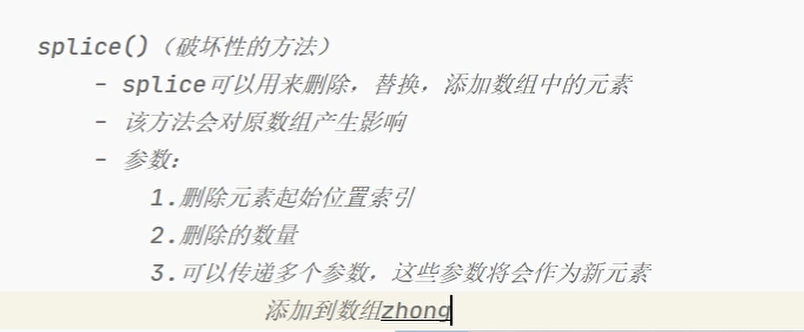 splice()（破坏性的方法）
- splice可以用来删除，替换，添加数组中的元素
- 该方法会对原数组产生影响
- 参数：
1.删除元素起始位置索引
2.删除的数量
3.可以传递多个参数，这些参数将会作为新元素
添加到数组zhong